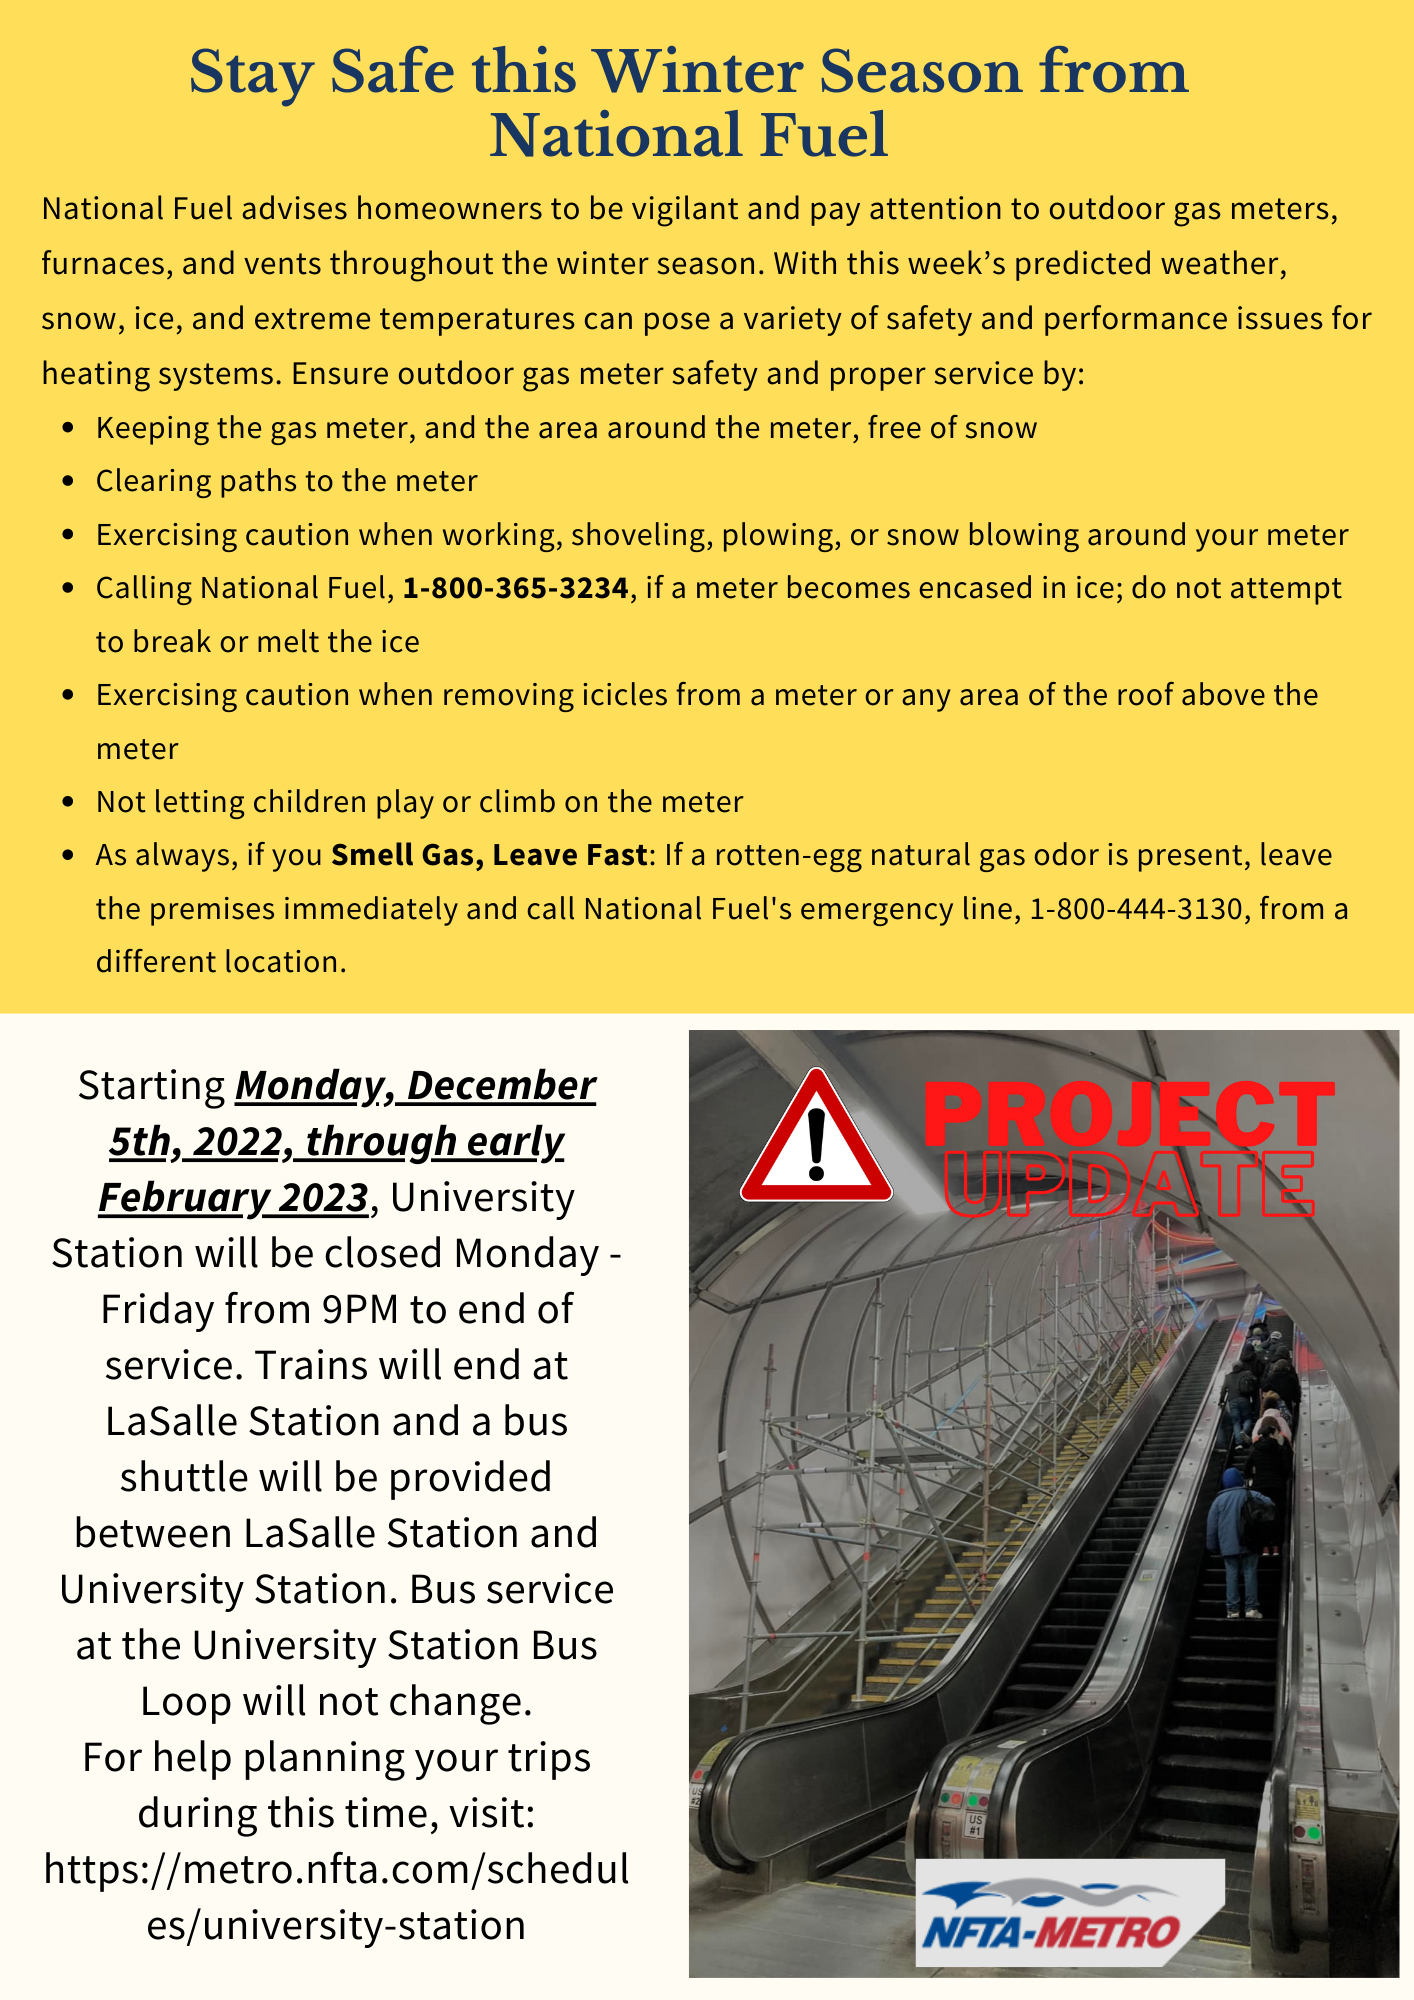 Stay Safe this Winter Season from
National Fuel
National Fuel advises homeowners to be vigilant and pay attention to outdoor gas meters,
furnaces, and vents throughout the winter season. With this week’s predicted weather,
snow, ice, and extreme temperatures can pose a variety of safety and performance issues for
heating systems. Ensure outdoor gas meter safety and proper service by:
• Keeping the gas meter, and the area around the meter, free of snow
• Clearing paths to the meter
• Exercising caution when working, shoveling, plowing, or snow blowing around your meter
• Calling National Fuel, 1-800-365-3234, if a meter becomes encased in ice; do not attempt
to break or melt the ice
• Exercising caution when removing icicles from a meter or any area of the roof above the
meter
• Not letting children play or climb on the meter
• As always, if you Smell Gas, Leave Fast: If a rotten-egg natural gas odor is present, leave
the premises immediately and call National Fuel's emergency line, 1-800-444-3130, from a
different location.
Starting Monday, December
5th, 2022, through early
February 2023, University
Station will be closed Monday -
Friday from 9PM to end of
service. Trains will end at
LaSalle Station and a bus
shuttle will be provided
between LaSalle Station and
University Station. Bus service
at the University Station Bus
Loop will not change.
For help planning your trips
during this time, visit:
https://metro.nfta.com/schedul
es/university-station
PROJECT
UPDATE
US
#2
US
#1
NFTA-METRO